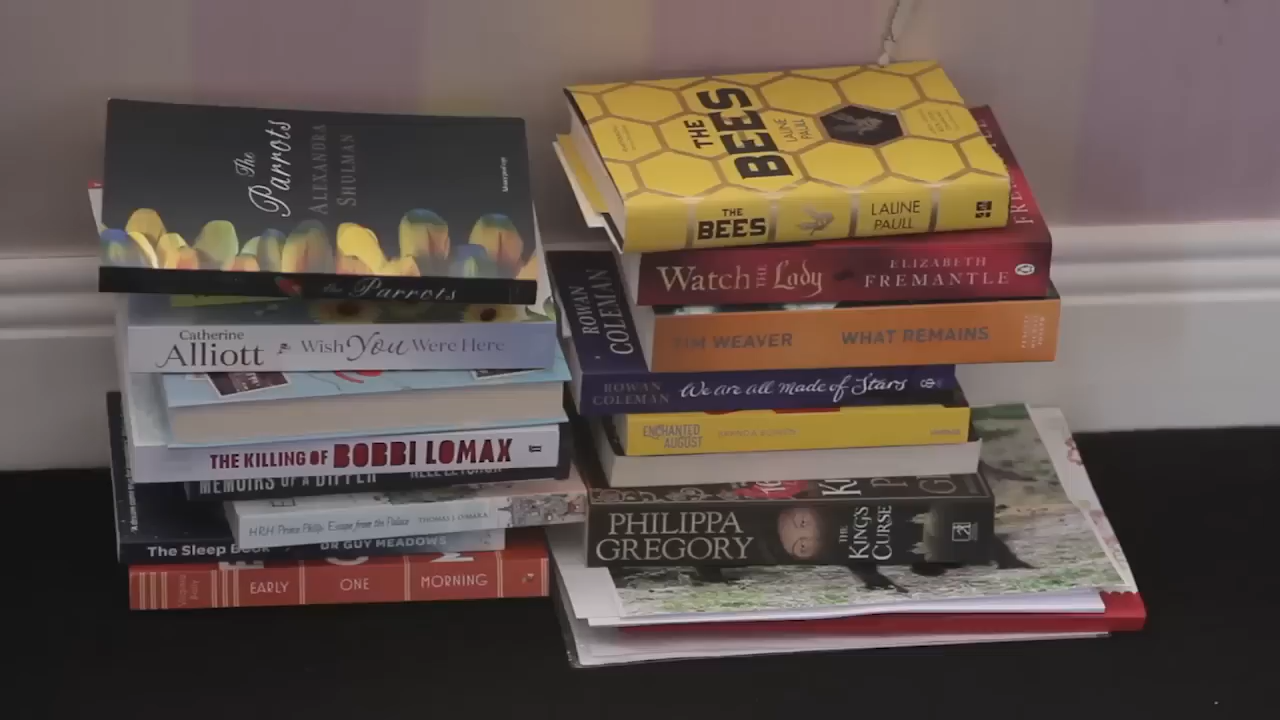 The
Parrots
ALEXANDRA
SHULMAN
the Parrots
Catherine
Alliott
Wish You Were Here
THE KILLING OF BOBBI LOMAX
MEMOIRS OF A DIPPER
HRH Prince Philip: Escape from the Palace
The Sleep Book
DR GUY MEADOWS
EARLY ONE MORNING
THE
BEES
LALINE
PAULL
THE
BEES
LALINE
PAULL
Watch THE Lady
ELIZABETH
FREMANTLE
TIM WEAVER WHAT REMAINS
ROWAN
COLEMAN
ROWAN
COLEMAN
We are all made of Stars
ENCHANTED
AUGUST
PHILIPPA
GREGORY
THE
KING'S
CURSE